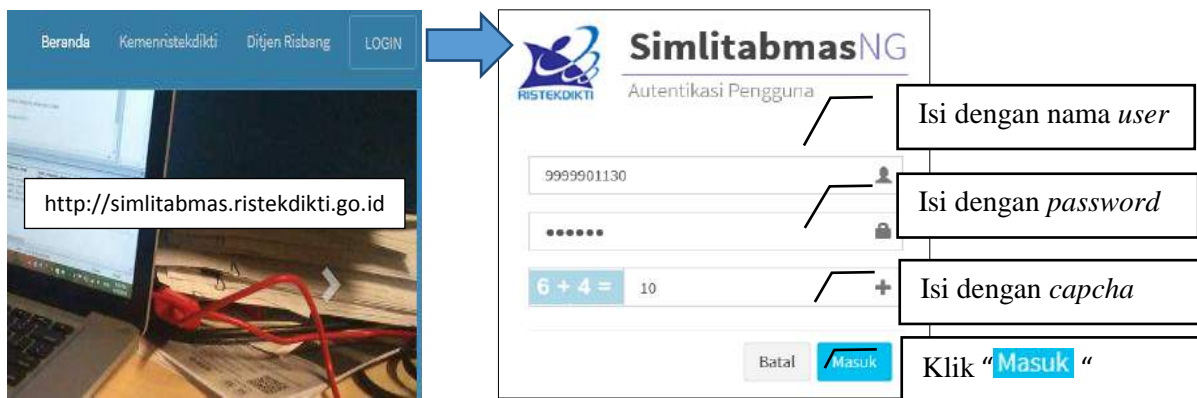 Beranda Kemenristekdikti Ditjen Risbang LOGIN
http://simlitabmas.ristekdikti.go.id
RISTEKDIKTI
SimlitabmasNG
Autentikasi Pengguna
9999901130
••••••
6 + 4 = 10
Batal Masuk
Isi dengan nama user
Isi dengan password
Isi dengan capcha
Klik “Masuk “